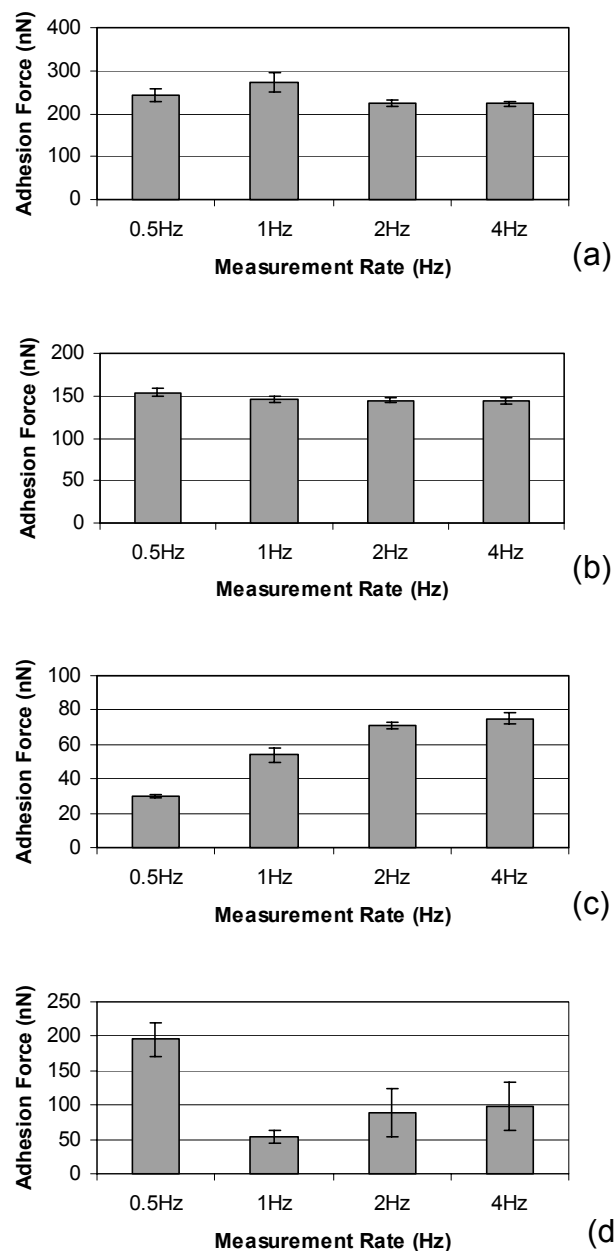 Adhesion Force (nN)
400
300
200
100
0
0.5Hz 1Hz 2Hz 4Hz
Measurement Rate (Hz)
(a)
Adhesion Force (nN)
200
150
100
50
0
0.5Hz 1Hz 2Hz 4Hz
Measurement Rate (Hz)
(b)
Adhesion Force (nN)
100
80
60
40
20
0
0.5Hz 1Hz 2Hz 4Hz
Measurement Rate (Hz)
(c)
Adhesion Force (nN)
250
200
150
100
50
0
0.5Hz 1Hz 2Hz 4Hz
Measurement Rate (Hz)
(d